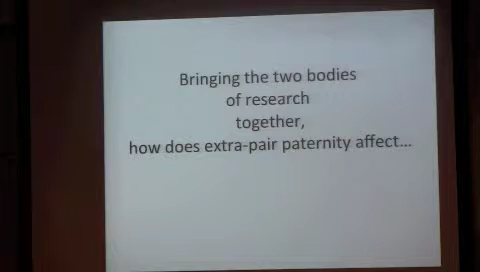 Bringing the two bodies
of research
together,
how does extra-pair paternity affect...